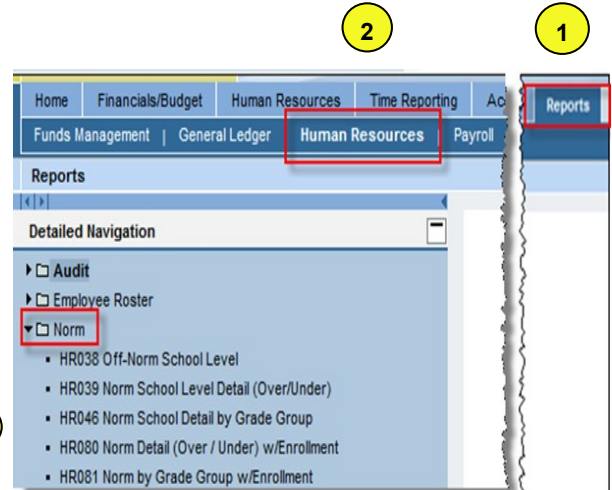 2 1
Home Financials/Budget Human Resources Time Reporting Ac Reports
Funds Management | General Ledger Human Resources | Payroll
Reports
Detailed Navigation
Audit
Employee Roster
Norm
HR038 Off-Norm School Level
HR039 Norm School Level Detail (Over/Under)
HR046 Norm School Detail by Grade Group
HR080 Norm Detail (Over / Under) w/Enrollment
HR081 Norm by Grade Group w/Enrollment